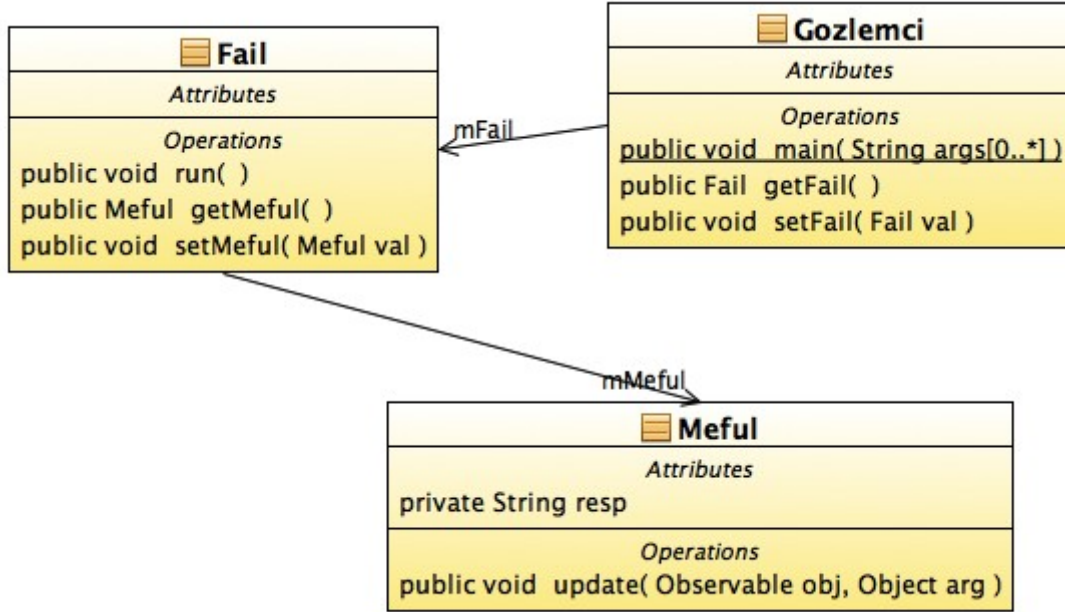 Fail
Attributes
Operations
public void run( )
public Meful getMeful( )
public void setMeful( Meful val )
mFail
Gozlemci
Attributes
Operations
public void main( String args[0..*] )
public Fail getFail( )
public void setFail( Fail val )
mMeful
Meful
Attributes
private String resp
Operations
public void update( Observable obj, Object arg )